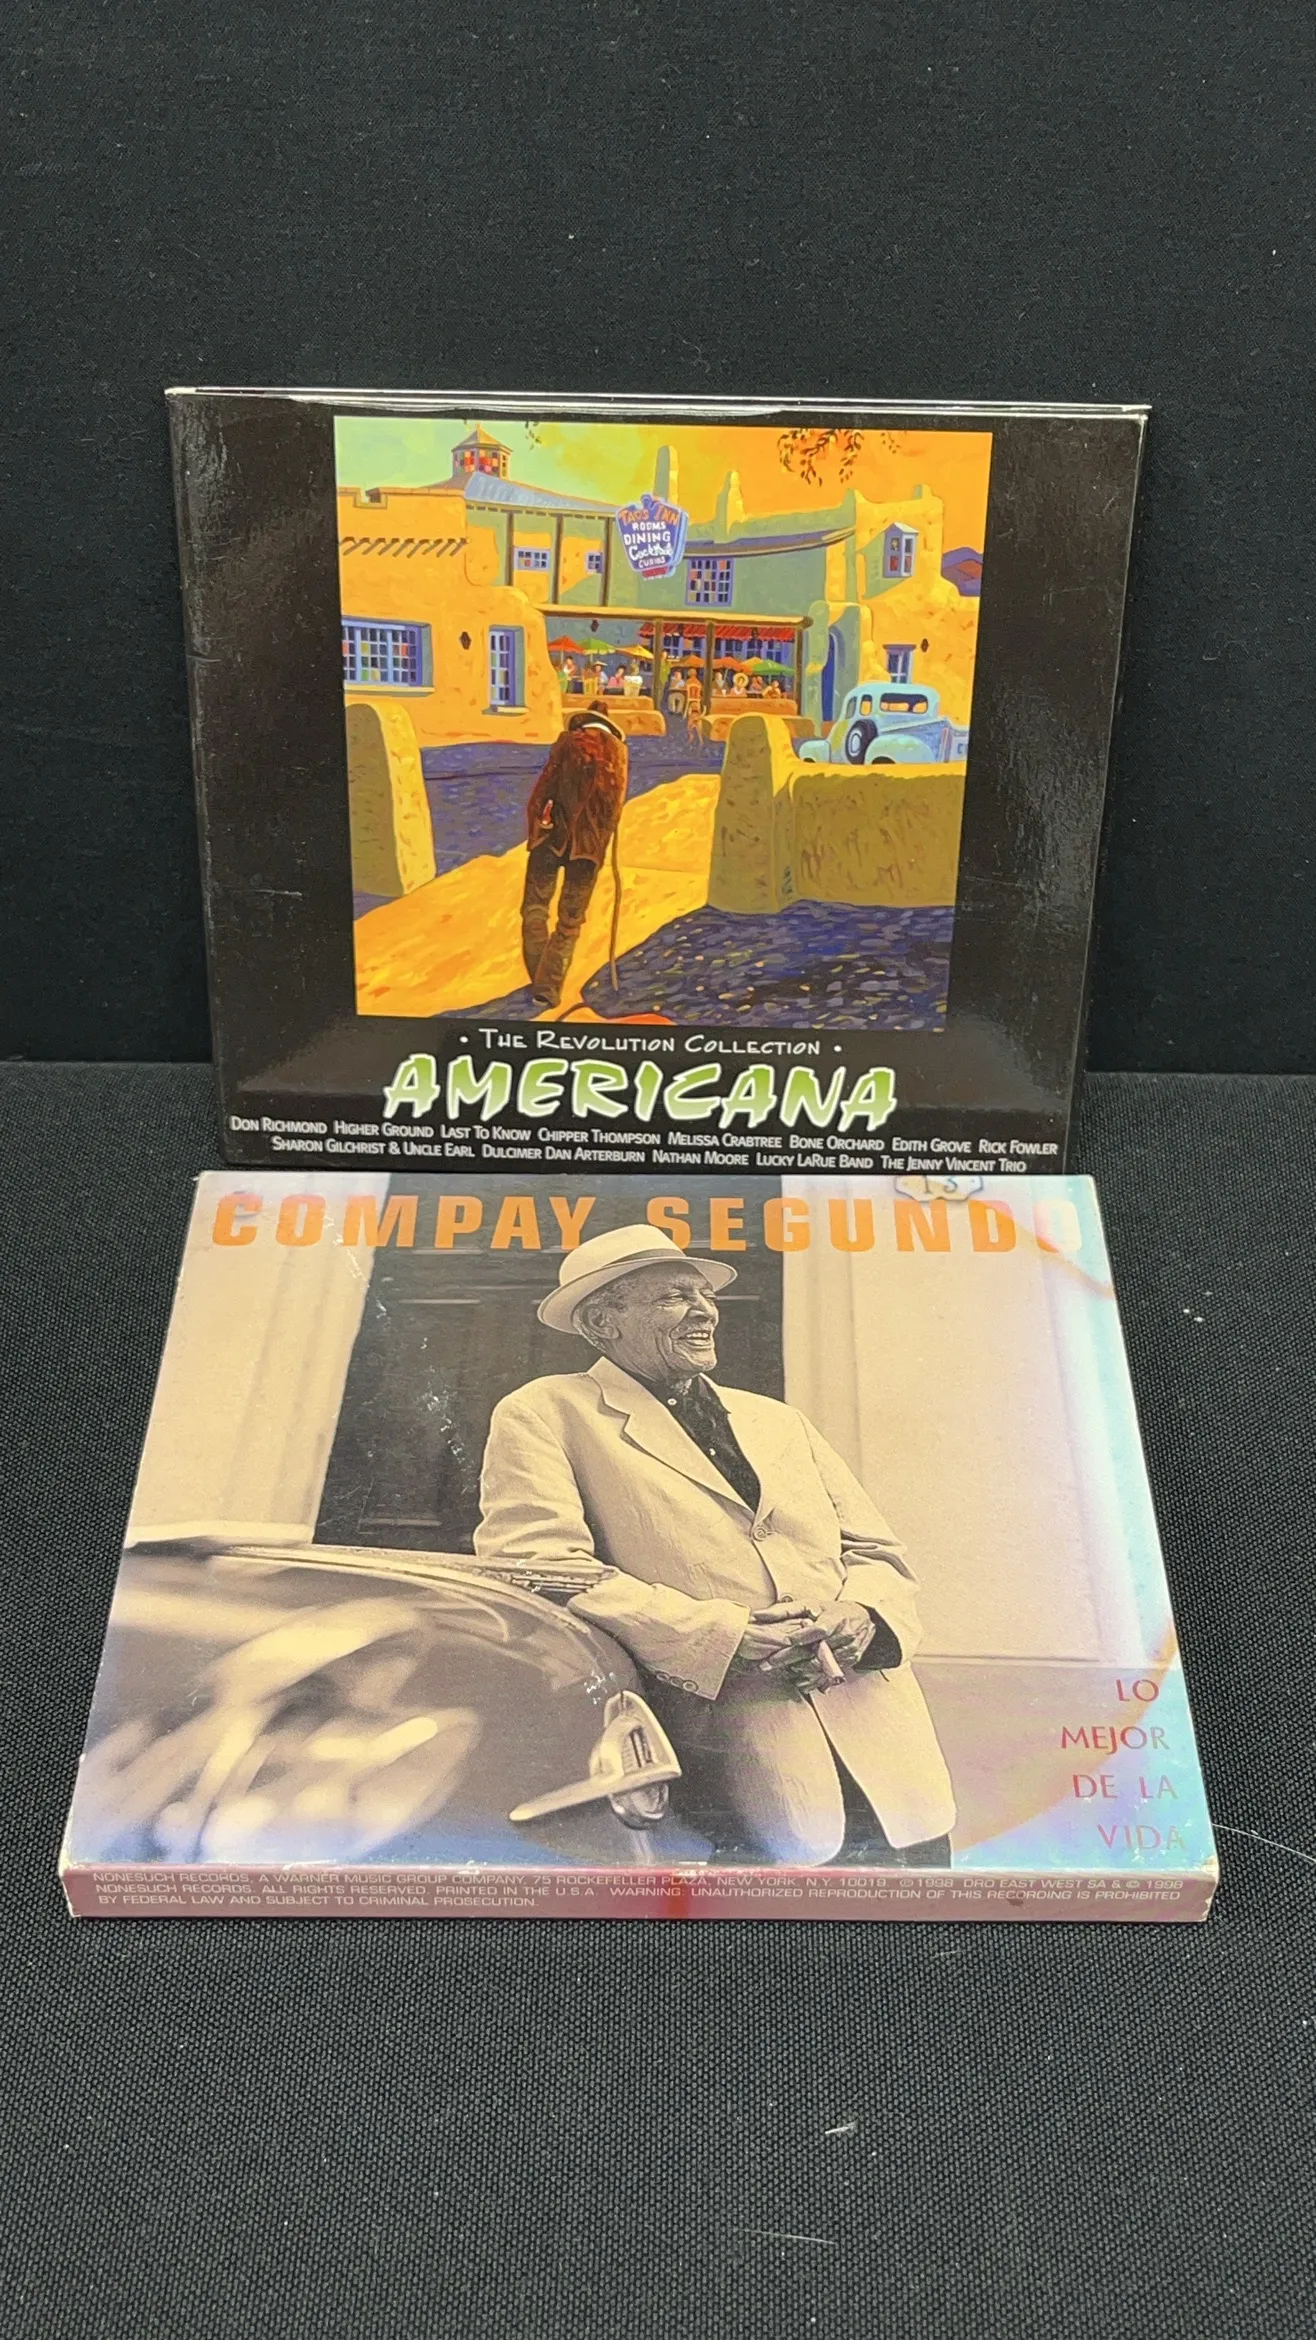 TAOS INN
ROOMS
DINING
Cocktails
CURIOS
• THE REVOLUTION COLLECTION •
AMERICANA
DON RICHMOND HIGHER GROUND LAST TO KNOW CHIPPER THOMPSON MELISSA CRABTREE BONE ORCHARD EDITH GROVE RICK FOWLER
SHARON GILCHRIST & UNCLE EARL DULCIMER DAN ARTERBURN NATHAN MOORE LUCKY LARUE BAND THE JENNY VINCENT TRIO
13
COMPAY SEGUNDO
LO
MEJOR
DE LA
VIDA
NONESUCH RECORDS, A WARNER MUSIC GROUP COMPANY, 75 ROCKEFELLER PLAZA, NEW YORK, N.Y. 10019 ℗ 1998 DRO EAST WEST SA & © 1998
NONESUCH RECORDS. ALL RIGHTS RESERVED. PRINTED IN THE U.S.A. WARNING: UNAUTHORIZED REPRODUCTION OF THIS RECORDING IS PROHIBITED
BY FEDERAL LAW AND SUBJECT TO CRIMINAL PROSECUTION.